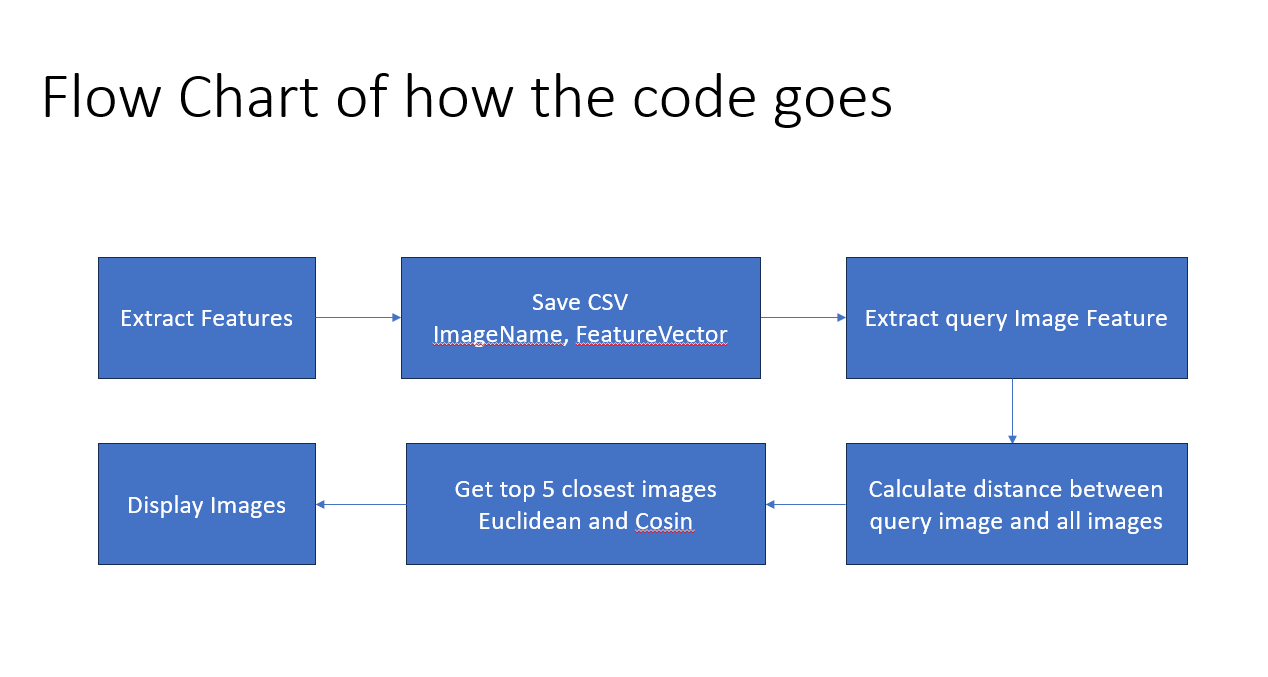 Flow Chart of how the code goes
Extract Features
Save CSV
ImageName, FeatureVector
Extract query Image Feature
Calculate distance between
query image and all images
Get top 5 closest images
Euclidean and Cosin
Display Images